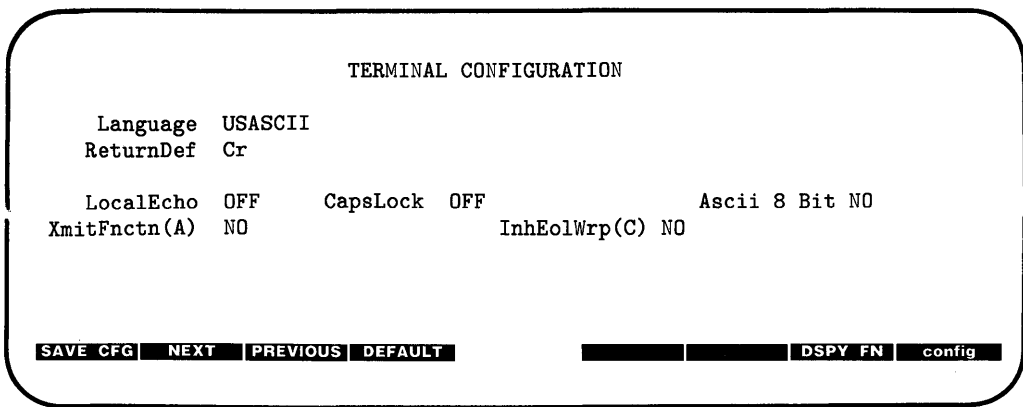 TERMINAL CONFIGURATION
Language USASCII
ReturnDef Cr
LocalEcho OFF CapsLock OFF Ascii 8 Bit NO
XmitFnctn(A) NO InhEolWrp(C) NO
SAVE CFG NEXT PREVIOUS DEFAULT DSPY FN config